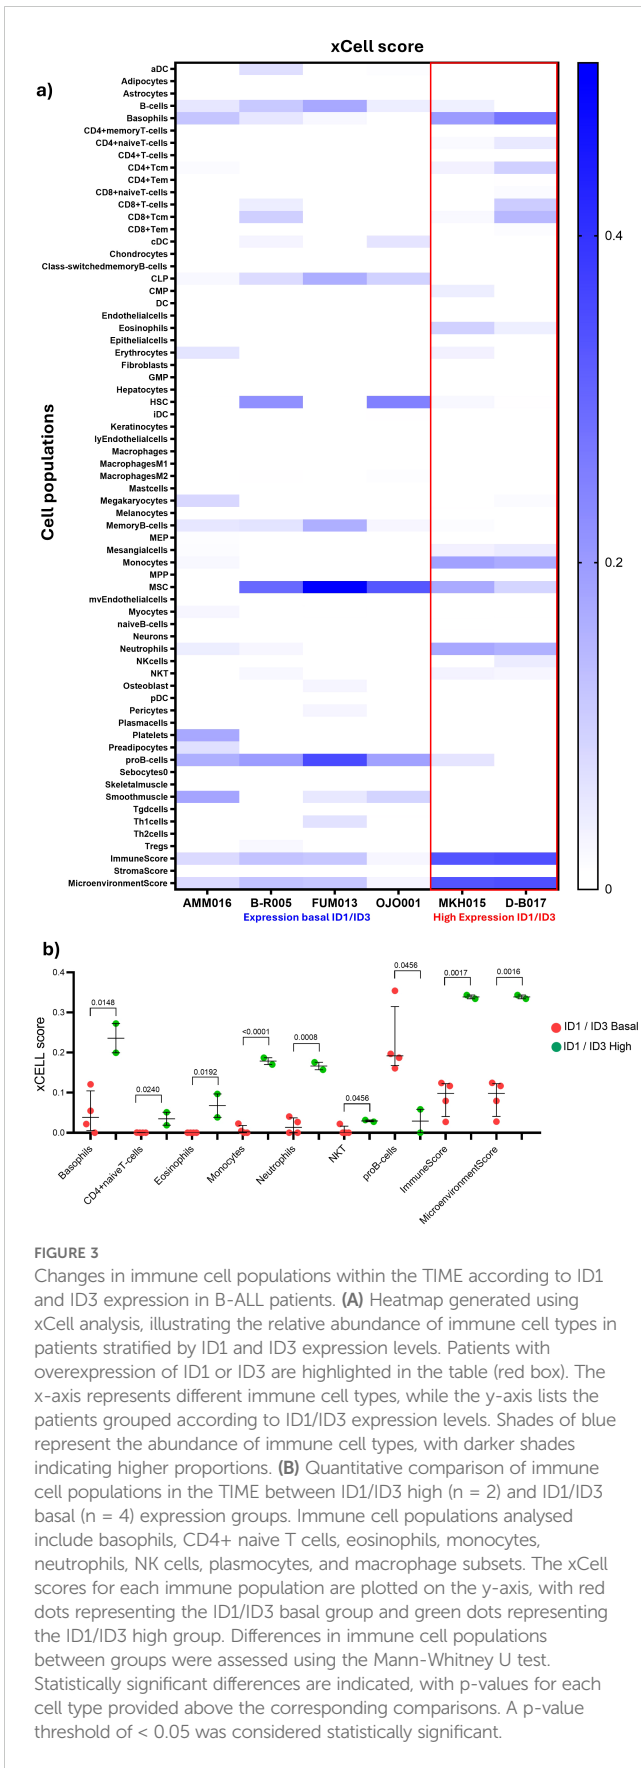 xCell score
a)
Cell populations
aDC
Adipocytes
Astrocytes
B-cells
Basophils
CD4+memoryT-cells
CD4+naiveT-cells
CD4+T-cells
CD4+Tcm
CD4+Tem
CD8+naiveT-cells
CD8+T-cells
CD8+Tcm
CD8+Tem
cDC
Chondrocytes
Class-switchedmemoryB-cells
CLP
CMP
DC
Endothelialcells
Eosinophils
Epithelialcells
Erythrocytes
Fibroblasts
GMP
Hepatocytes
HSC
iDC
Keratinocytes
lyEndothelialcells
Macrophages
MacrophagesM1
MacrophagesM2
Mastcells
Megakaryocytes
Melanocytes
MemoryB-cells
MEP
Mesangialcells
Monocytes
MPP
MSC
mvEndothelialcells
Myocytes
naiveB-cells
Neurons
Neutrophils
NKcells
NKT
Osteoblast
pDC
Pericytes
Plasmacells
Platelets
Preadipocytes
proB-cells
Sebocytes0
Skeletalmuscle
Smoothmuscle
Tgdcells
Th1cells
Th2cells
Tregs
ImmuneScore
StromaScore
MicroenvironmentScore
0.4
0.2
0
AMM016 B-R005 FUM013 OJO001 MKH015 D-B017
Expression basal ID1/ID3 High Expression ID1/ID3
b)
xCELL score
0.4
0.3
0.2
0.1
0.0
0.0148
0.0240
0.0192
<0.0001
0.0008
0.0456
0.0456
0.0017
0.0016
ID1 / ID3 Basal
ID1 / ID3 High
Basophils
CD4+naiveT-cells
Eosinophils
Monocytes
Neutrophils
NKT
proB-cells
ImmuneScore
MicroenvironmentScore
FIGURE 3
Changes in immune cell populations within the TIME according to ID1
and ID3 expression in B-ALL patients. (A) Heatmap generated using
xCell analysis, illustrating the relative abundance of immune cell types in
patients stratified by ID1 and ID3 expression levels. Patients with
overexpression of ID1 or ID3 are highlighted in the table (red box). The
x-axis represents different immune cell types, while the y-axis lists the
patients grouped according to ID1/ID3 expression levels. Shades of blue
represent the abundance of immune cell types, with darker shades
indicating higher proportions. (B) Quantitative comparison of immune
cell populations in the TIME between ID1/ID3 high (n = 2) and ID1/ID3
basal (n = 4) expression groups. Immune cell populations analysed
include basophils, CD4+ naive T cells, eosinophils, monocytes,
neutrophils, NK cells, plasmocytes, and macrophage subsets. The xCell
scores for each immune population are plotted on the y-axis, with red
dots representing the ID1/ID3 basal group and green dots representing
the ID1/ID3 high group. Differences in immune cell populations
between groups were assessed using the Mann-Whitney U test.
Statistically significant differences are indicated, with p-values for each
cell type provided above the corresponding comparisons. A p-value
threshold of < 0.05 was considered statistically significant.